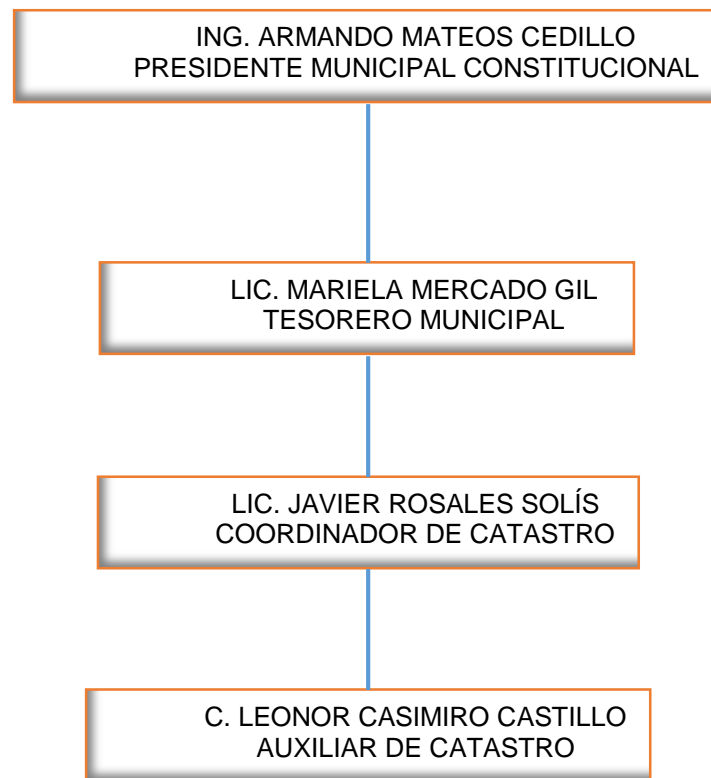 ING. ARMANDO MATEOS CEDILLO
PRESIDENTE MUNICIPAL CONSTITUCIONAL
LIC. MARIELA MERCADO GIL
TESORERO MUNICIPAL
LIC. JAVIER ROSALES SOLÍS
COORDINADOR DE CATASTRO
C. LEONOR CASIMIRO CASTILLO
AUXILIAR DE CATASTRO